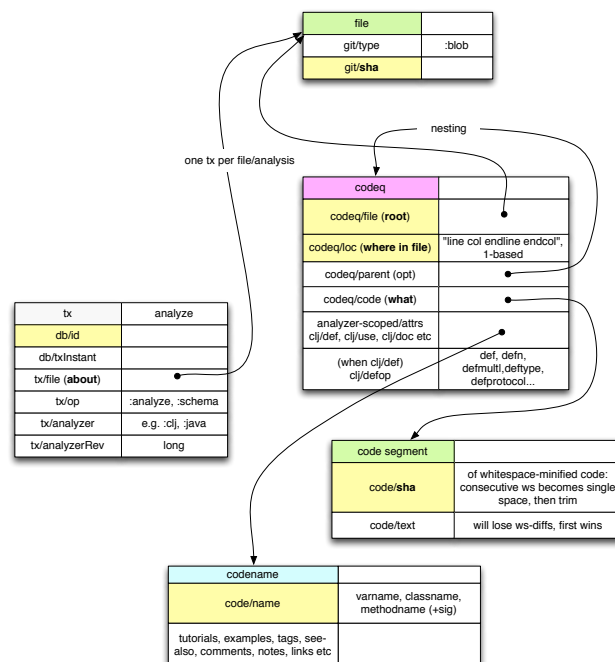 file
git/type :blob
git/sha
nesting
one tx per file/analysis
codeq
codeq/file (root)
codeq/loc (where in file) "line col endline endcol",
1-based
codeq/parent (opt)
codeq/code (what)
analyzer-scoped/attrs
clj/def, clj/use, clj/doc etc
(when clj/def)
clj/defop
def, defn,
defmultl,deftype,
defprotocol...
tx analyze
db/id
db/txInstant
tx/file (about)
tx/op :analyze, :schema
tx/analyzer e.g. :clj, :java
tx/analyzerRev long
code segment
code/sha
of whitespace-minified code:
consecutive ws becomes single
space, then trim
code/text will lose ws-diffs, first wins
codename
code/name
varname, classname,
methodname (+sig)
tutorials, examples, tags, see-
also, comments, notes, links etc